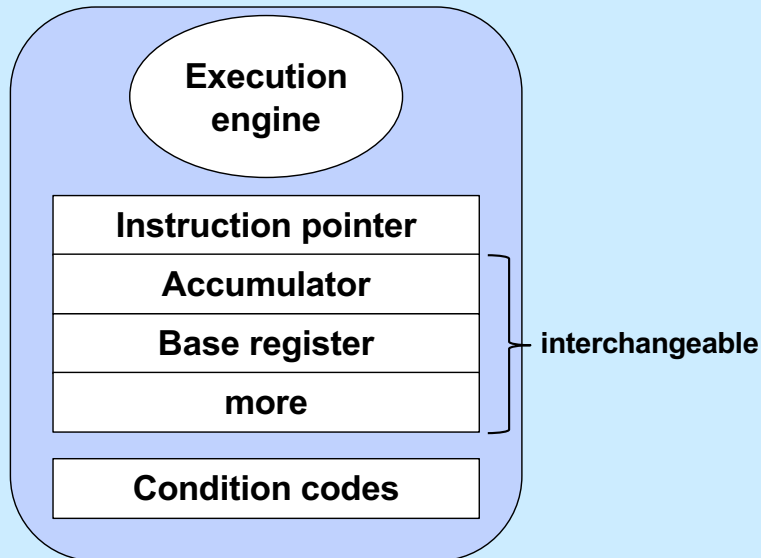 Execution
engine
Instruction pointer
Accumulator
Base register
interchangeable
more
Condition codes